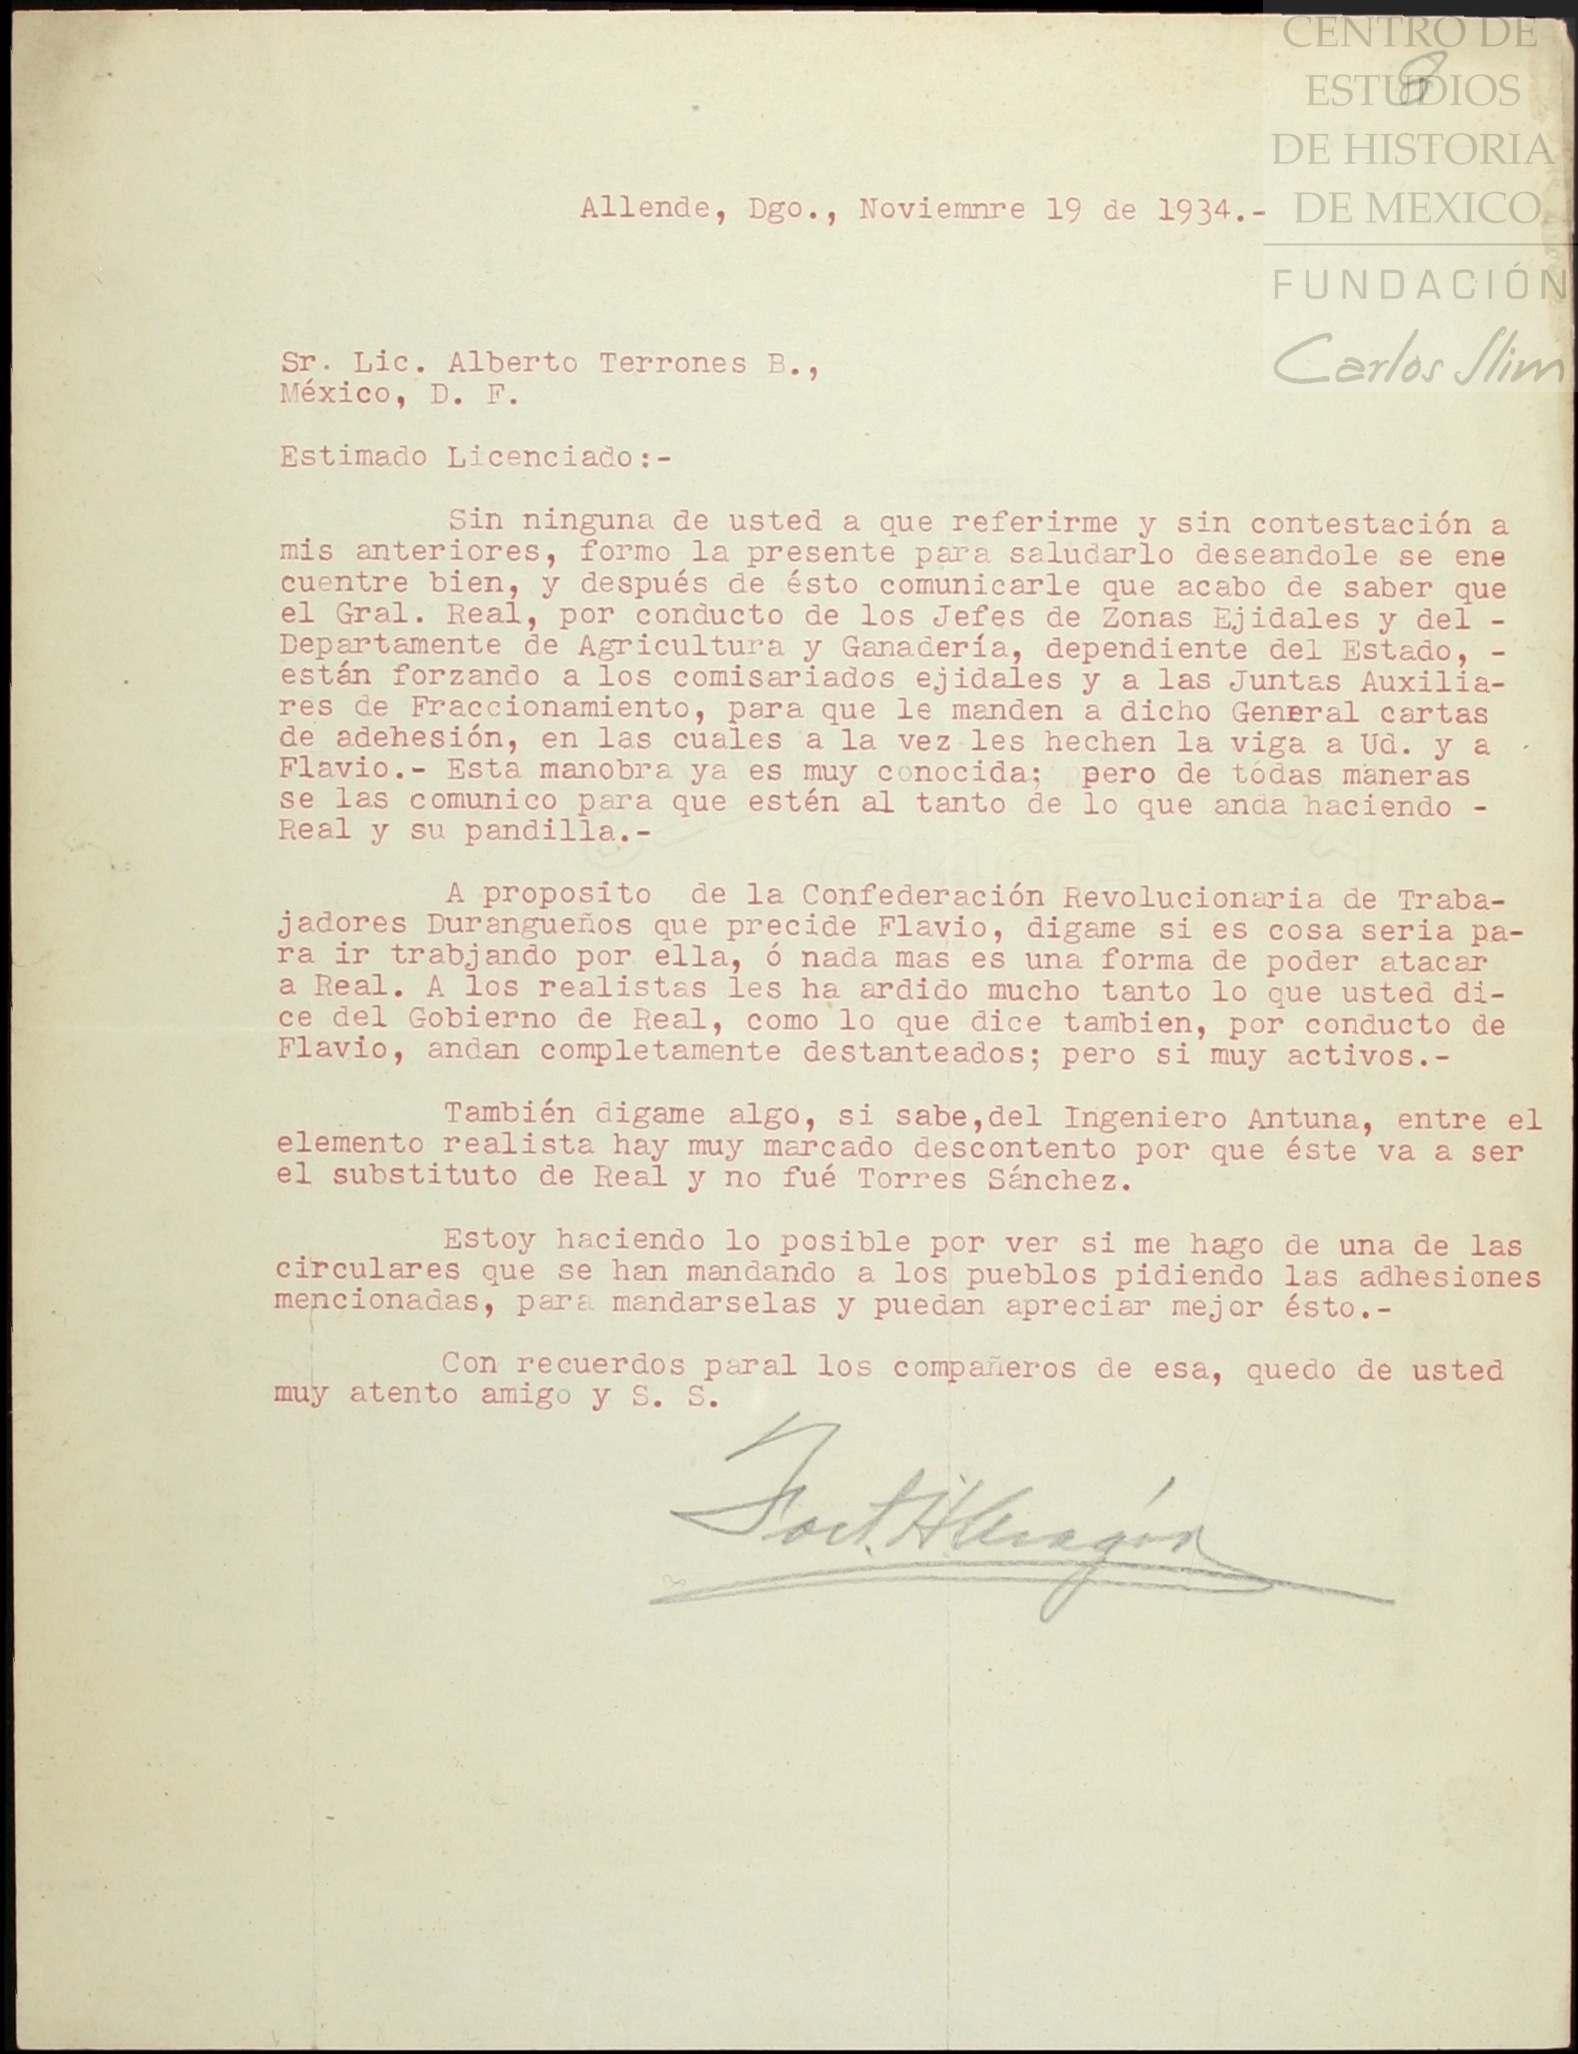 CENTRO DE
ESTUDIOS
DE HISTORIA
DE MEXICO
FUNDACIÓN
Carlos Slim
8
Allende, Dgo., Noviemnre 19 de 1934.-
Sr. Lic. Alberto Terrones B.,
México, D. F.
Estimado Licenciado:-
Sin ninguna de usted a que referirme y sin contestación a
mis anteriores, formo la presente para saludarlo deseandole se ene
cuentre bien, y después de ésto comunicarle que acabo de saber que
el Gral. Real, por conducto de los Jefes de Zonas Ejidales y del -
Departamente de Agricultura y Ganadería, dependiente del Estado, -
están forzando a los comisariados ejidales y a las Juntas Auxilia-
res de Fraccionamiento, para que le manden a dicho General cartas
de adehesión, en las cuales a la vez les hechen la viga a Ud. y a
Flavio.- Esta manobra ya es muy conocida; pero de tódas maneras
se las comunico para que estén al tanto de lo que anda haciendo -
Real y su pandilla.-
A proposito de la Confederación Revolucionaria de Traba-
jadores Durangueños que precide Flavio, digame si es cosa seria pa-
ra ir trabjando por ella, ó nada mas es una forma de poder atacar
a Real. A los realistas les ha ardido mucho tanto lo que usted di-
ce del Gobierno de Real, como lo que dice tambien, por conducto de
Flavio, andan completamente destanteados; pero si muy activos.-
También digame algo, si sabe,del Ingeniero Antuna, entre el
elemento realista hay muy marcado descontento por que éste va a ser
el substituto de Real y no fué Torres Sánchez.
Estoy haciendo lo posible por ver si me hago de una de las
circulares que se han mandando a los pueblos pidiendo las adhesiones
mencionadas, para mandarselas y puedan apreciar mejor ésto.-
Con recuerdos paral los compañeros de esa, quedo de usted
muy atento amigo y S. S.